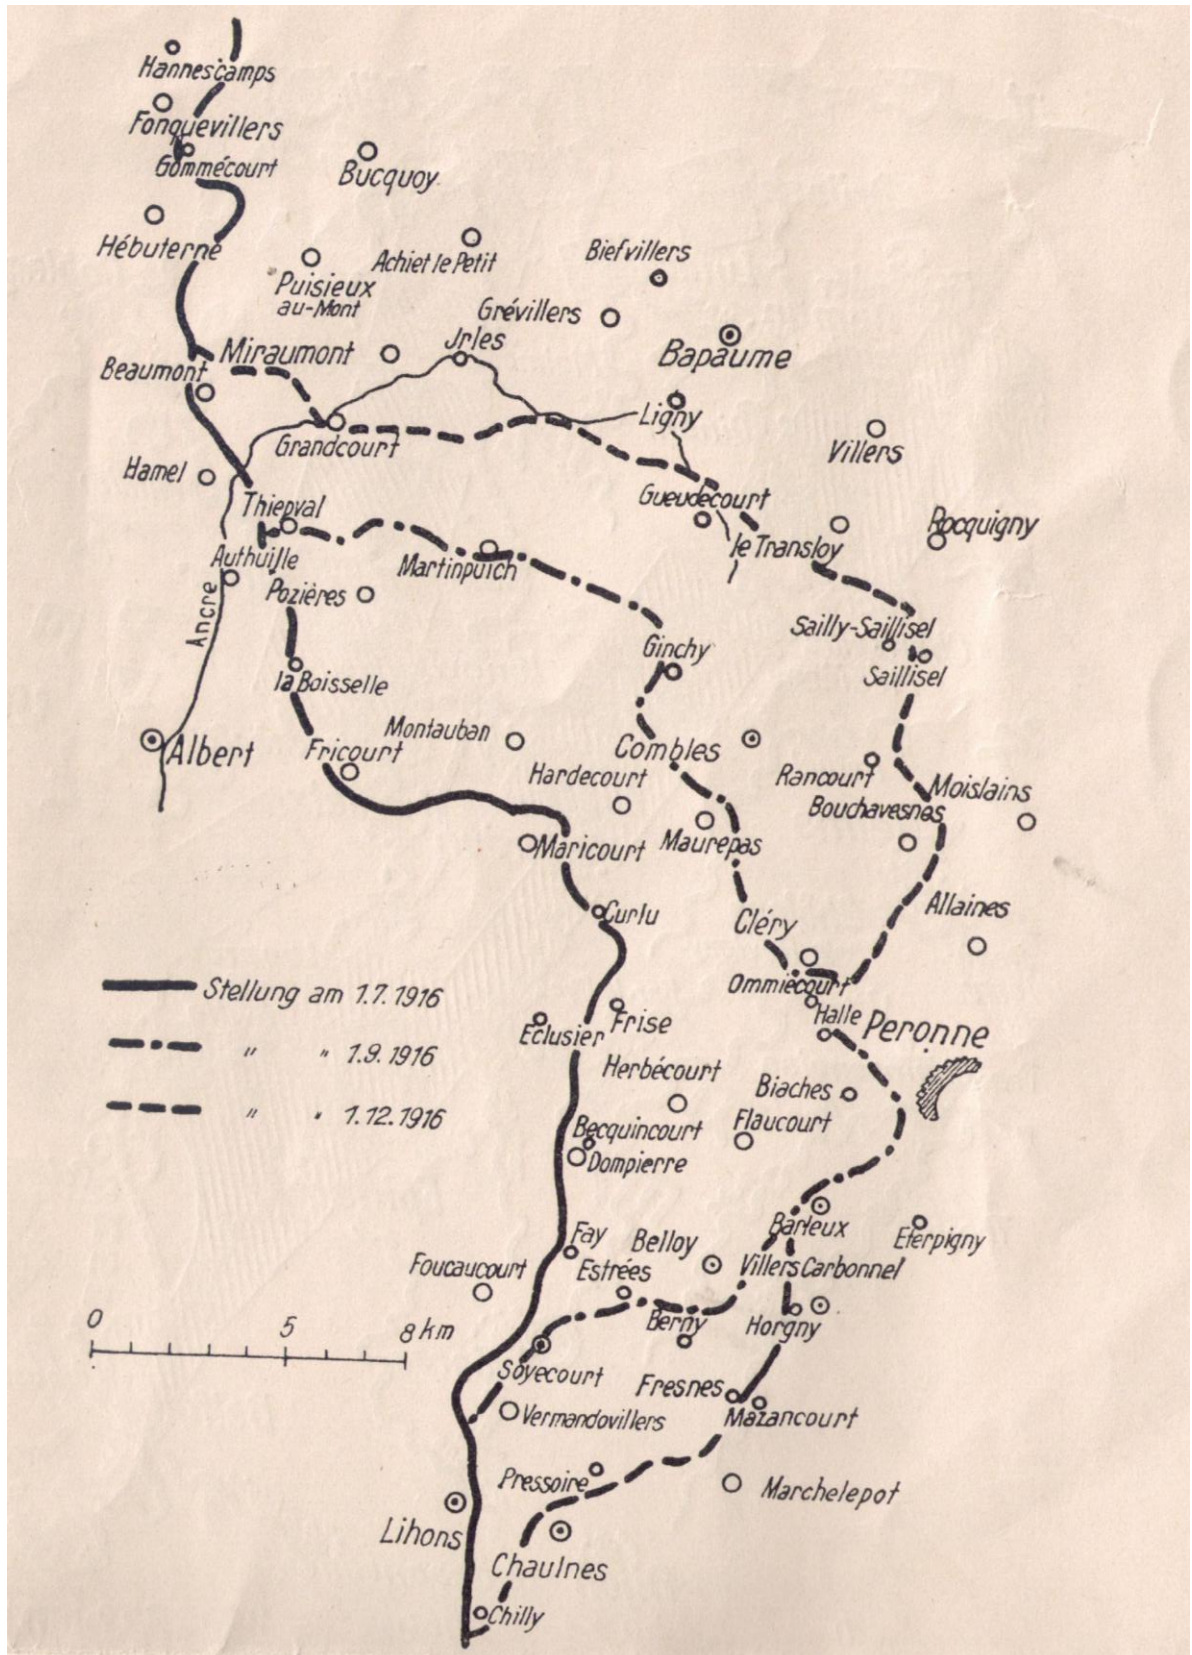 Hannescamps
Fonquevillers
Gommécourt
Bucquoy
Hébuterne
Achiet le Petit
Biefvillers
Puisieux
au-Mont
Grévillers
Jrles
Miraumont
Bapaume
Beaumont
Ligny
Grandcourt
Villers
Hamel
Thiepval
Gueudecourt
Rocquigny
le Transloy
Authuille
Martinpuich
Pozières
Ancre
Sailly-Saillisel
Ginchy
Saillisel
la Boisselle
Montauban
Albert
Fricourt
Combles
Hardecourt
Rancourt
Moislains
Bouchavesnes
Maricourt
Maurepas
Curlu
Cléry
Allaines
Ommiécourt
Stellung am 1.7.1916
Halle
Peronne
Eclusier
Frise
" " 1.9.1916
Herbécourt
Biaches
" " 1.12.1916
Becquincourt
Flaucourt
Dompierre
Barleux
Eterpigny
Fay
Belloy
Foucaucourt
Estrées
Villers Carbonnel
0 5 8 km
Berny
Horgny
Soyecourt
Fresnes
Vermandovillers
Mazancourt
Pressoire
Marchelepot
Lihons
Chaulnes
Chilly